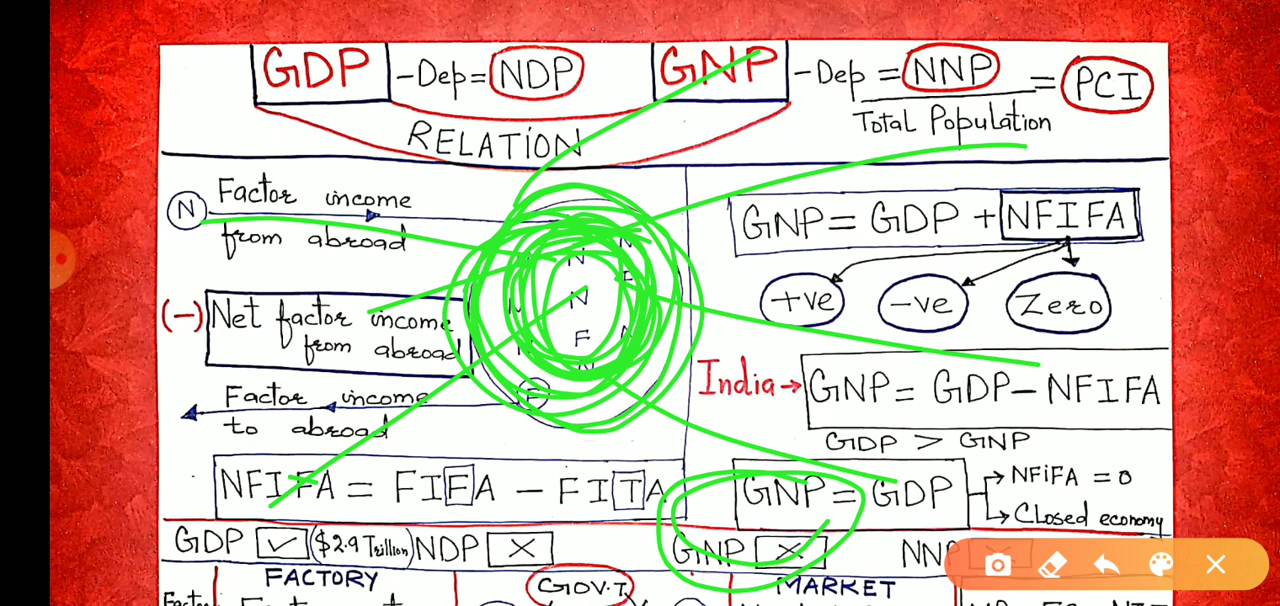 GDP -Dep = NDP GNP -Dep = NNP = PCI
Total Population
RELATION
N Factor income
from abroad
GNP = GDP + NFIFA
+ve -ve Zero
(-) Net factor income
from abroad
N
N
N
F
F
India → GNP = GDP - NFIFA
GDP > GNP
Factor income
to abroad
NFIFA = FIFA - FITA
GNP = GDP
NFiFA = 0
Closed economy
GDP ✓ ($2.9 Trillion) NDP X GNP X
FACTORY GOV.T MARKET